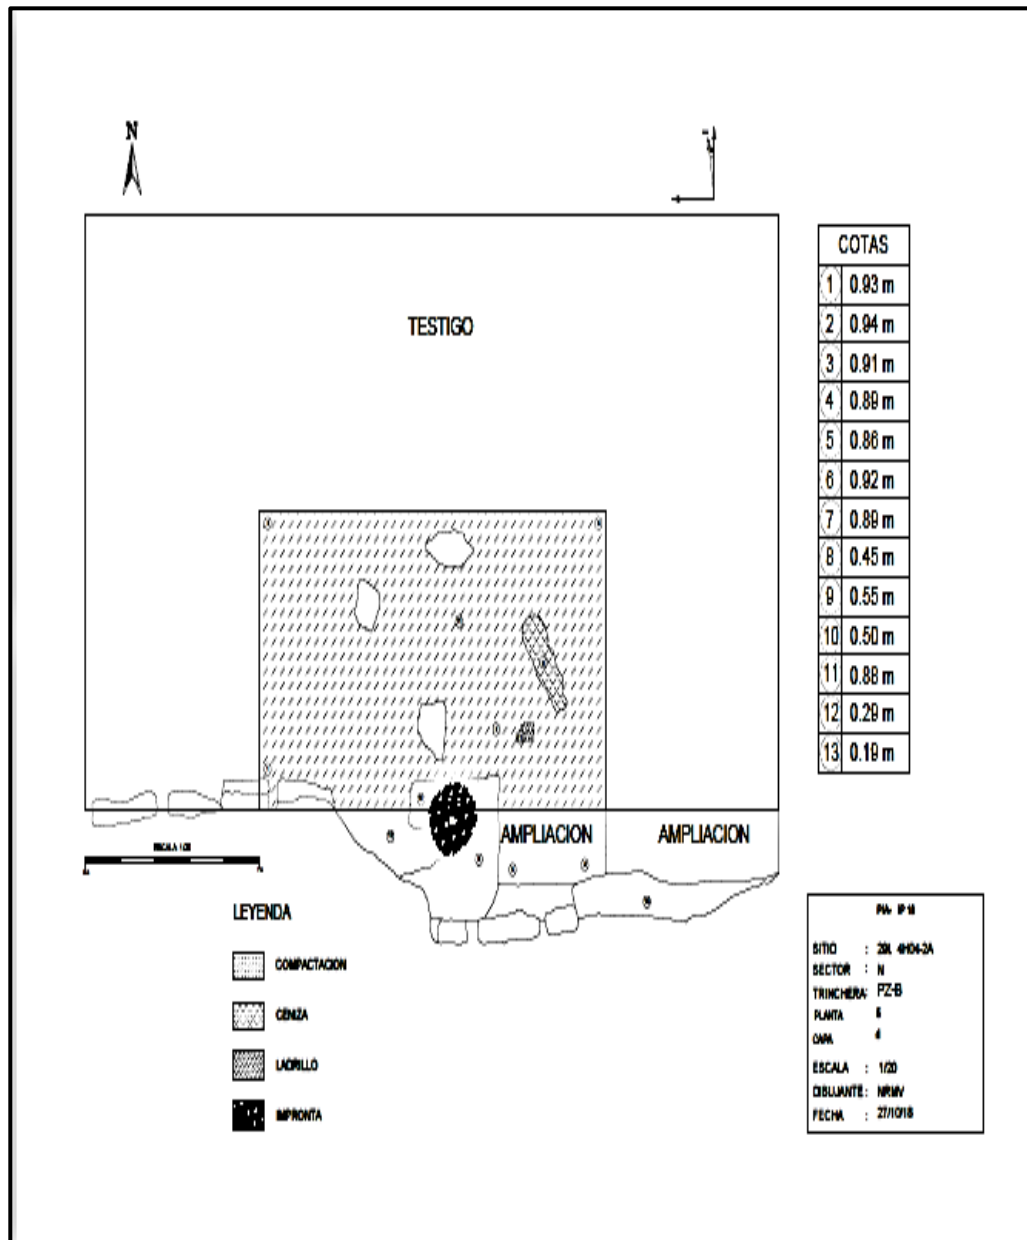 N
TESTIGO
COTAS
1 0.93 m
2 0.94 m
3 0.91 m
4 0.89 m
5 0.86 m
6 0.92 m
7 0.89 m
8 0.45 m
9 0.55 m
10 0.50 m
11 0.88 m
12 0.29 m
13 0.19 m
AMPLIACION
AMPLIACION
LEYENDA
COMPACTACION
CENIZA
LADRILLO
IMPRONTA
SITIO :
SECTOR : N
TRINCHERA: PZ-B
PLANTA
CAPA 4
ESCALA : 1/20
DIBUJANTE : NRMV
FECHA : 27/10/18